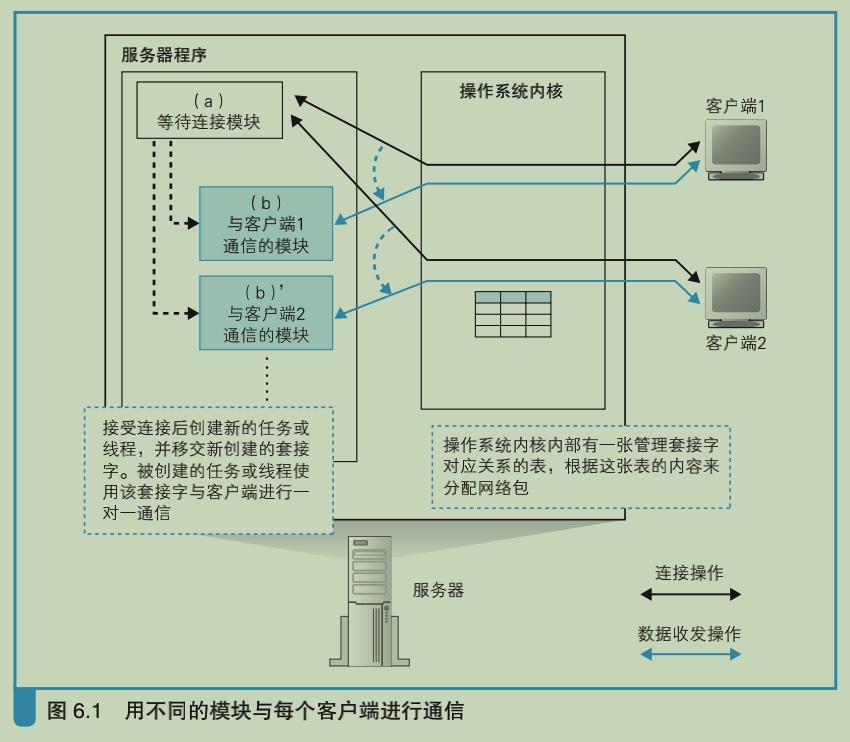 服务器程序
(a)
等待连接模块
操作系统内核
客户端1
(b)
与客户端1
通信的模块
(b)’
与客户端2
通信的模块
客户端2
接受连接后创建新的任务或
线程，并移交新创建的套接
字。被创建的任务或线程使
用该套接字与客户端进行一
对一通信
操作系统内核内部有一张管理套接字
对应关系的表，根据这张表的内容来
分配网络包
服务器
连接操作
数据收发操作
图 6.1 用不同的模块与每个客户端进行通信